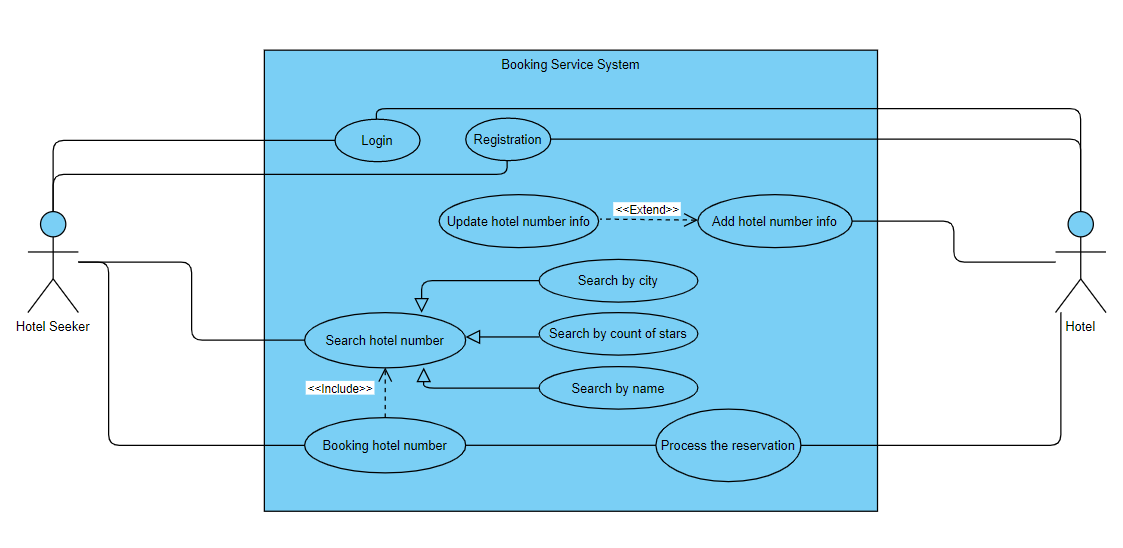 Booking Service System
Login
Registration
Update hotel number info
<<Extend>>
Add hotel number info
Search by city
Hotel Seeker
Hotel
Search hotel number
Search by count of stars
<<Include>>
Search by name
Booking hotel number
Process the reservation